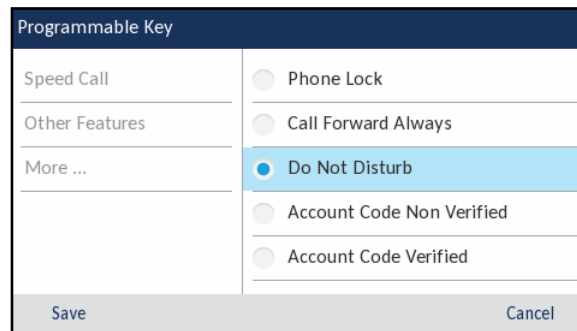 Programmable Key
Speed Call
Other Features
More ...
Phone Lock
Call Forward Always
Do Not Disturb
Account Code Non Verified
Account Code Verified
Save
Cancel